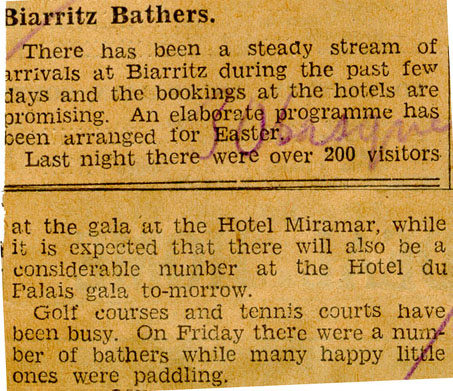 Biarritz Bathers.
There has been a steady stream of
arrivals at Biarritz during the past few
days and the bookings at the hotels are
promising. An elaborate programme has
been arranged for Easter.
Last night there were over 200 visitors
at the gala at the Hotel Miramar, while
it is expected that there will also be a
considerable number at the Hotel du
Palais gala to-morrow.
Golf courses and tennis courts have
been busy. On Friday there were a num-
ber of bathers while many happy little
ones were paddling.